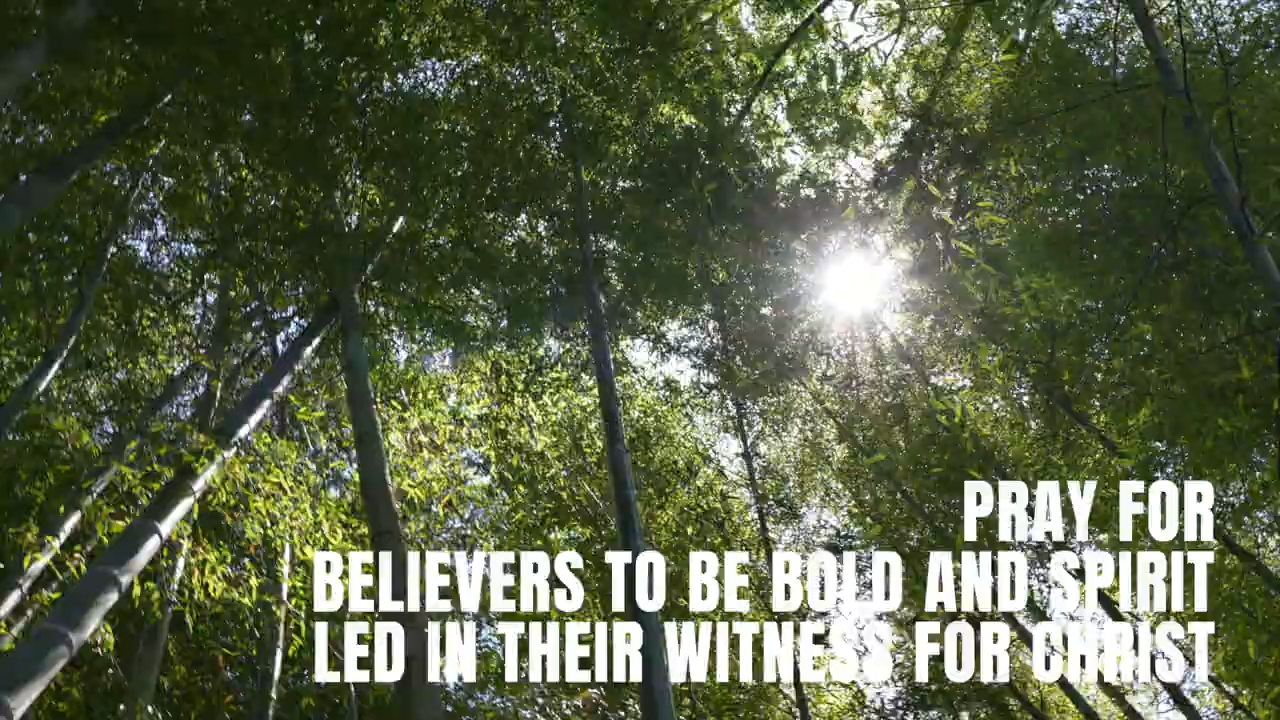 PRAY FOR
BELIEVERS TO BE BOLD AND SPIRIT
LED IN THEIR WITNESS FOR CHRIST